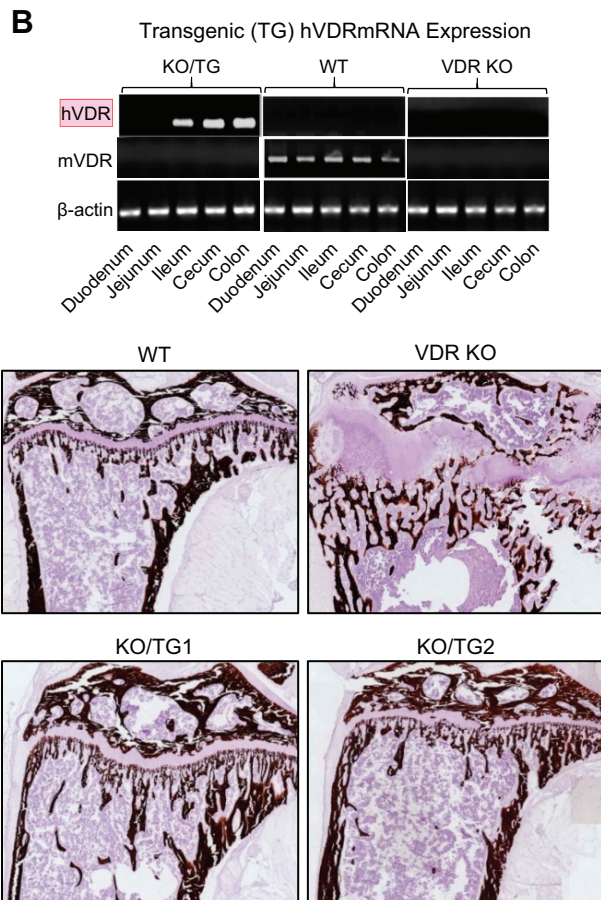 B
Transgenic (TG) hVDRmRNA Expression
KO/TG WT VDR KO
hVDR
mVDR
β-actin
Duodenum Jejunum Ileum Cecum Colon Duodenum Jejunum Ileum Cecum Colon Duodenum Jejunum Ileum Cecum Colon
WT VDR KO
KO/TG1 KO/TG2